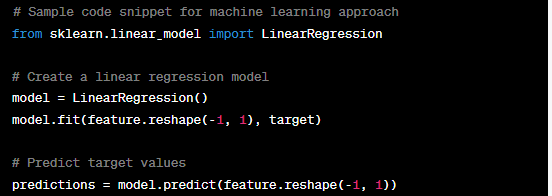 # Sample code snippet for machine learning approach
from sklearn.linear_model import LinearRegression
# Create a linear regression model
model = LinearRegression()
model.fit(feature.reshape(-1, 1), target)
# Predict target values
predictions = model.predict(feature.reshape(-1, 1))